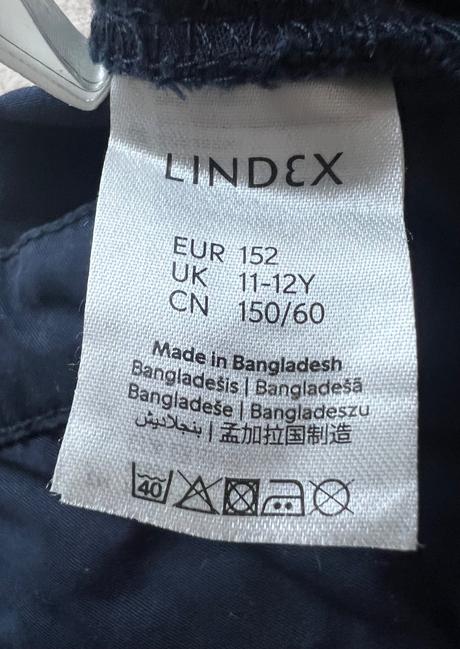 LINDEX
EUR 152
UK 11-12Y
CN 150/60
Made in Bangladesh
Bangladešis | Bangladešā
Bangladeše | Bangladeszu
بنجلاديش | 孟加拉国制造
40